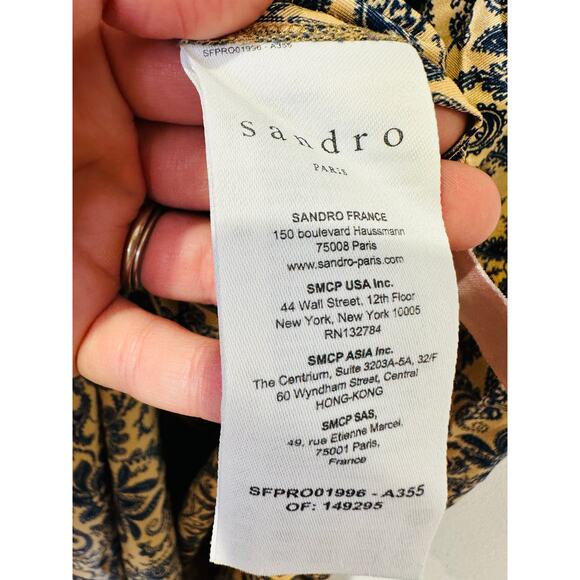 SFPRO01996 - A355
sandro
PARIS
SANDRO FRANCE
150 boulevard Haussmann
75008 Paris
www.sandro-paris.com
SMCP USA Inc.
44 Wall Street, 12th Floor
New York, New York 10005
RN132784
SMCP ASIA Inc.
The Centrium, Suite 3203A-5A, 32/F
60 Wyndham Street, Central
HONG-KONG
SMCP SAS,
49, rue Etienne Marcel,
75001 Paris,
France
SFPRO01996 - A355
OF: 149295